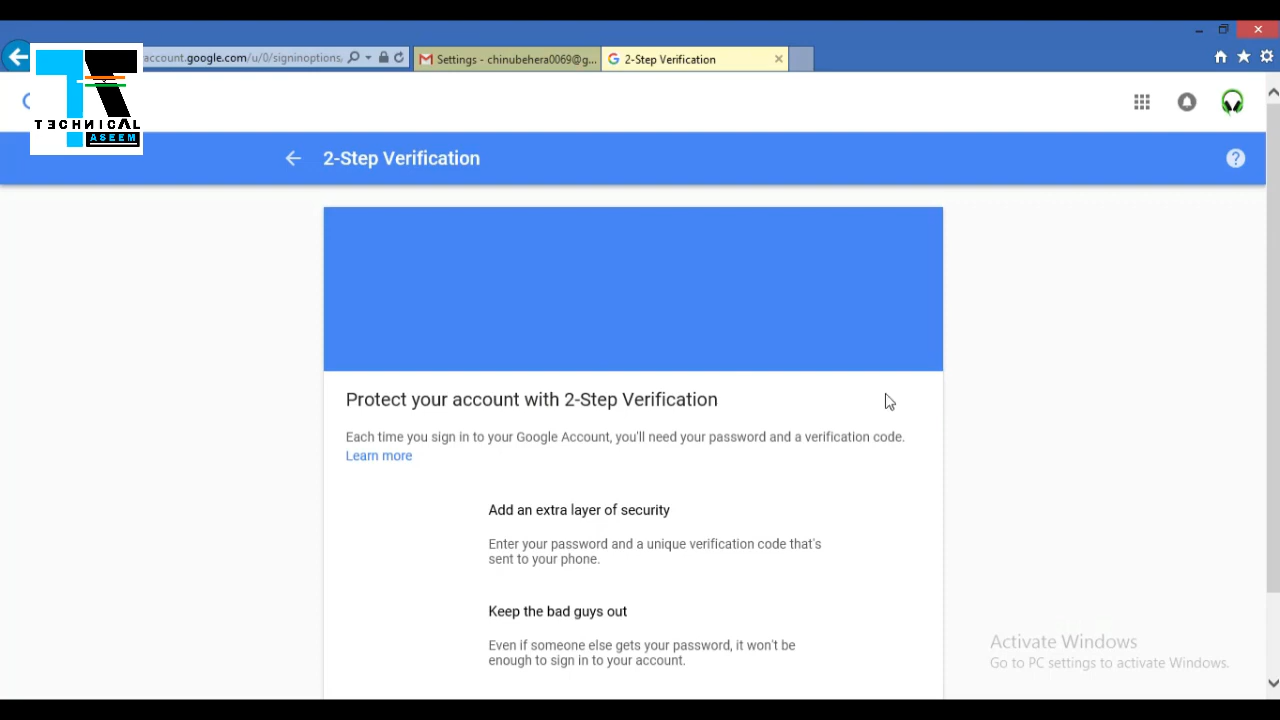 account.google.com/u/0/signinoptions,
Settings - chinubehera0069@g...
2-Step Verification
TECHNICAL
ASEEM
2-Step Verification
Protect your account with 2-Step Verification
Each time you sign in to your Google Account, you'll need your password and a verification code.
Learn more
Add an extra layer of security
Enter your password and a unique verification code that's
sent to your phone.
Keep the bad guys out
Even if someone else gets your password, it won't be
enough to sign in to your account.
Activate Windows
Go to PC settings to activate Windows.